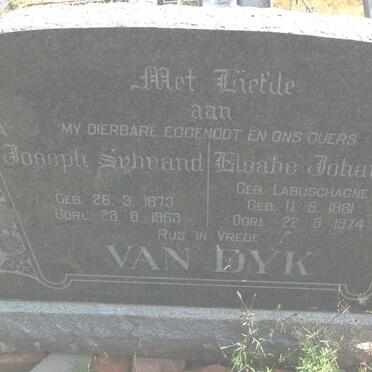 Met Liefde
aan
MY DIERBARE EGGENOOT EN ONS OUERS
Joseph Sybrand
GEB. 26. 3. 1873
OORL. 28. 8. 1963
Elsabe
GEB. LABUSCHAGNE
GEB. 11. 5. 1881
OORL. 22. 8. 1974
RUS IN VREDE
VAN DYK